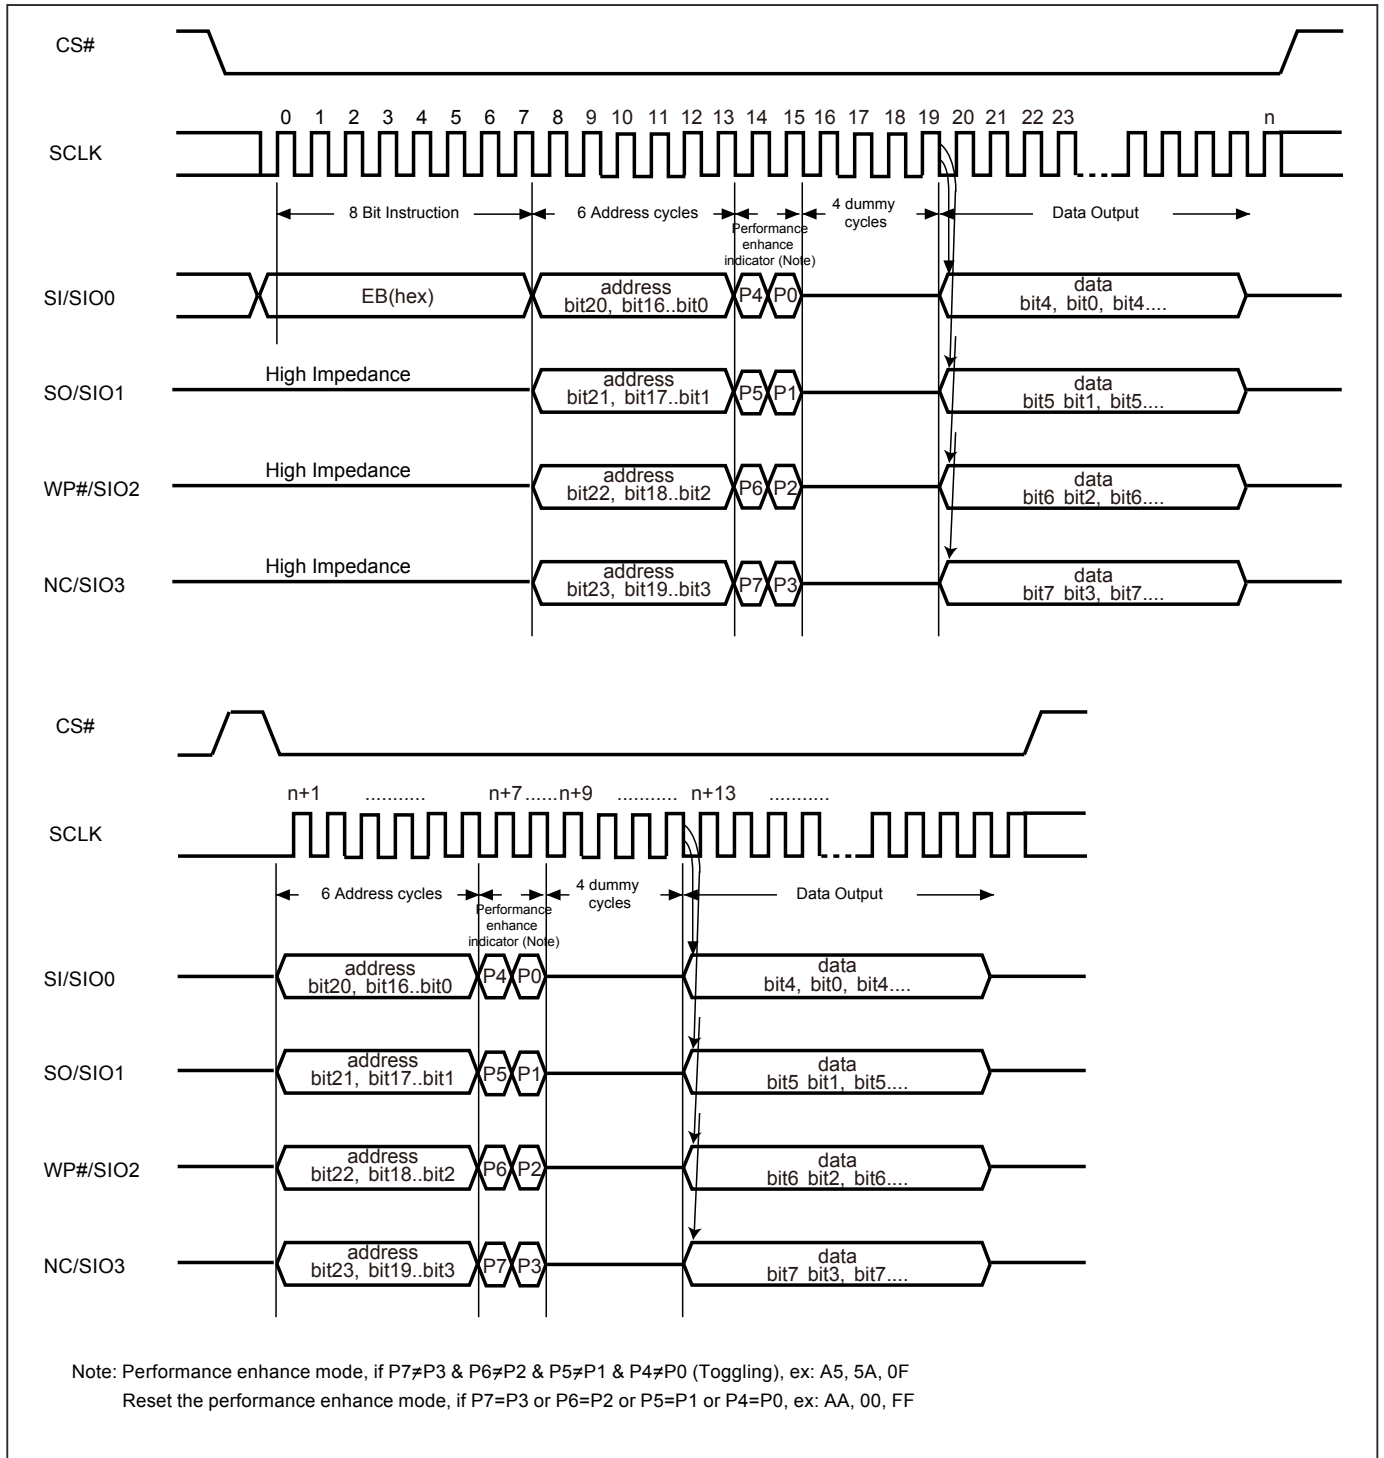 CS#
0 1 2 3 4 5 6 7 8 9 10 11 12 13 14 15 16 17 18 19 20 21 22 23 n
SCLK
8 Bit Instruction 6 Address cycles 4 dummy
cycles Data Output
Performance
enhance
indicator (Note)
SI/SIO0 EB(hex) address
bit20, bit16..bit0 P4 P0 data
bit4, bit0, bit4....
High Impedance
SO/SIO1 address
bit21, bit17..bit1 P5 P1 data
bit5 bit1, bit5....
High Impedance
WP#/SIO2 address
bit22, bit18..bit2 P6 P2 data
bit6 bit2, bit6....
High Impedance
NC/SIO3 address
bit23, bit19..bit3 P7 P3 data
bit7 bit3, bit7....
CS#
n+1 ........... n+7 ......n+9 ........... n+13 ...........
SCLK
6 Address cycles 4 dummy
cycles Data Output
Performance
enhance
indicator (Note)
SI/SIO0 address
bit20, bit16..bit0 P4 P0 data
bit4, bit0, bit4....
SO/SIO1 address
bit21, bit17..bit1 P5 P1 data
bit5 bit1, bit5....
WP#/SIO2 address
bit22, bit18..bit2 P6 P2 data
bit6 bit2, bit6....
NC/SIO3 address
bit23, bit19..bit3 P7 P3 data
bit7 bit3, bit7....
Note: Performance enhance mode, if P7≠P3 & P6≠P2 & P5≠P1 & P4≠P0 (Toggling), ex: A5, 5A, 0F
Reset the performance enhance mode, if P7=P3 or P6=P2 or P5=P1 or P4=P0, ex: AA, 00, FF